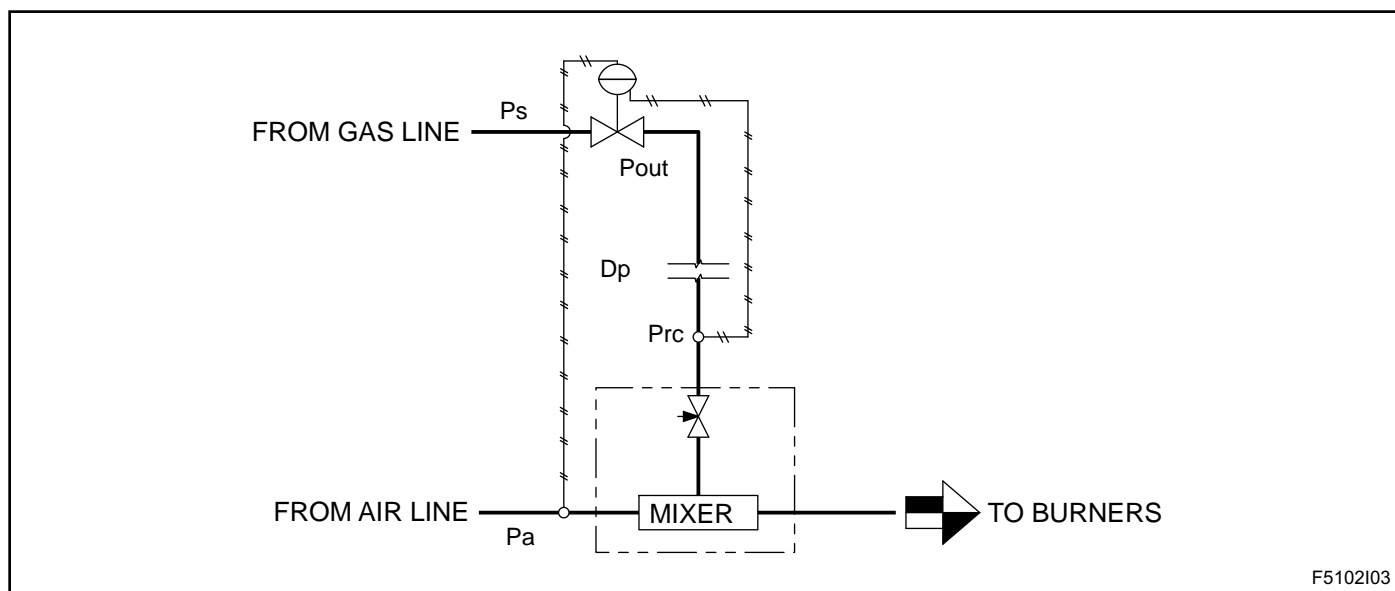 Ps
FROM GAS LINE
Pout
Dp
Prc
FROM AIR LINE
MIXER
TO BURNERS
Pa
F5102I03